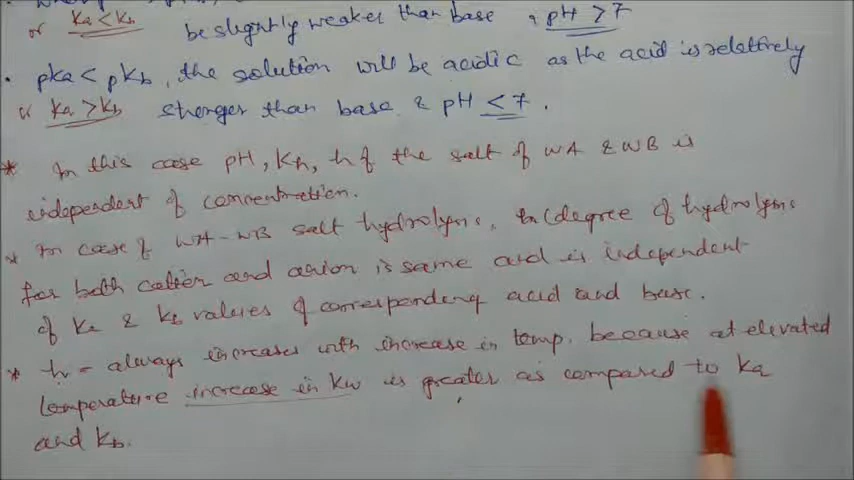 or Ka < Kb be slightly weaker than base , pH > 7
• pKa < pKb , the solution will be acidic as the acid is relatively
or Ka > Kb stronger than base & pH < 7 .
* In this case pH, Kh, h of the salt of WA & WB is
independent of concentration.
* In case of WA-WB salt hydrolysis, (degree of hydrolysis
for both cation and anion is same and is independent
of Ka & Kb values of corresponding acid and base.
* h = always increases with increase in temp. because at elevated
temperature increase in Kw is greater as compared to Ka
and Kb.